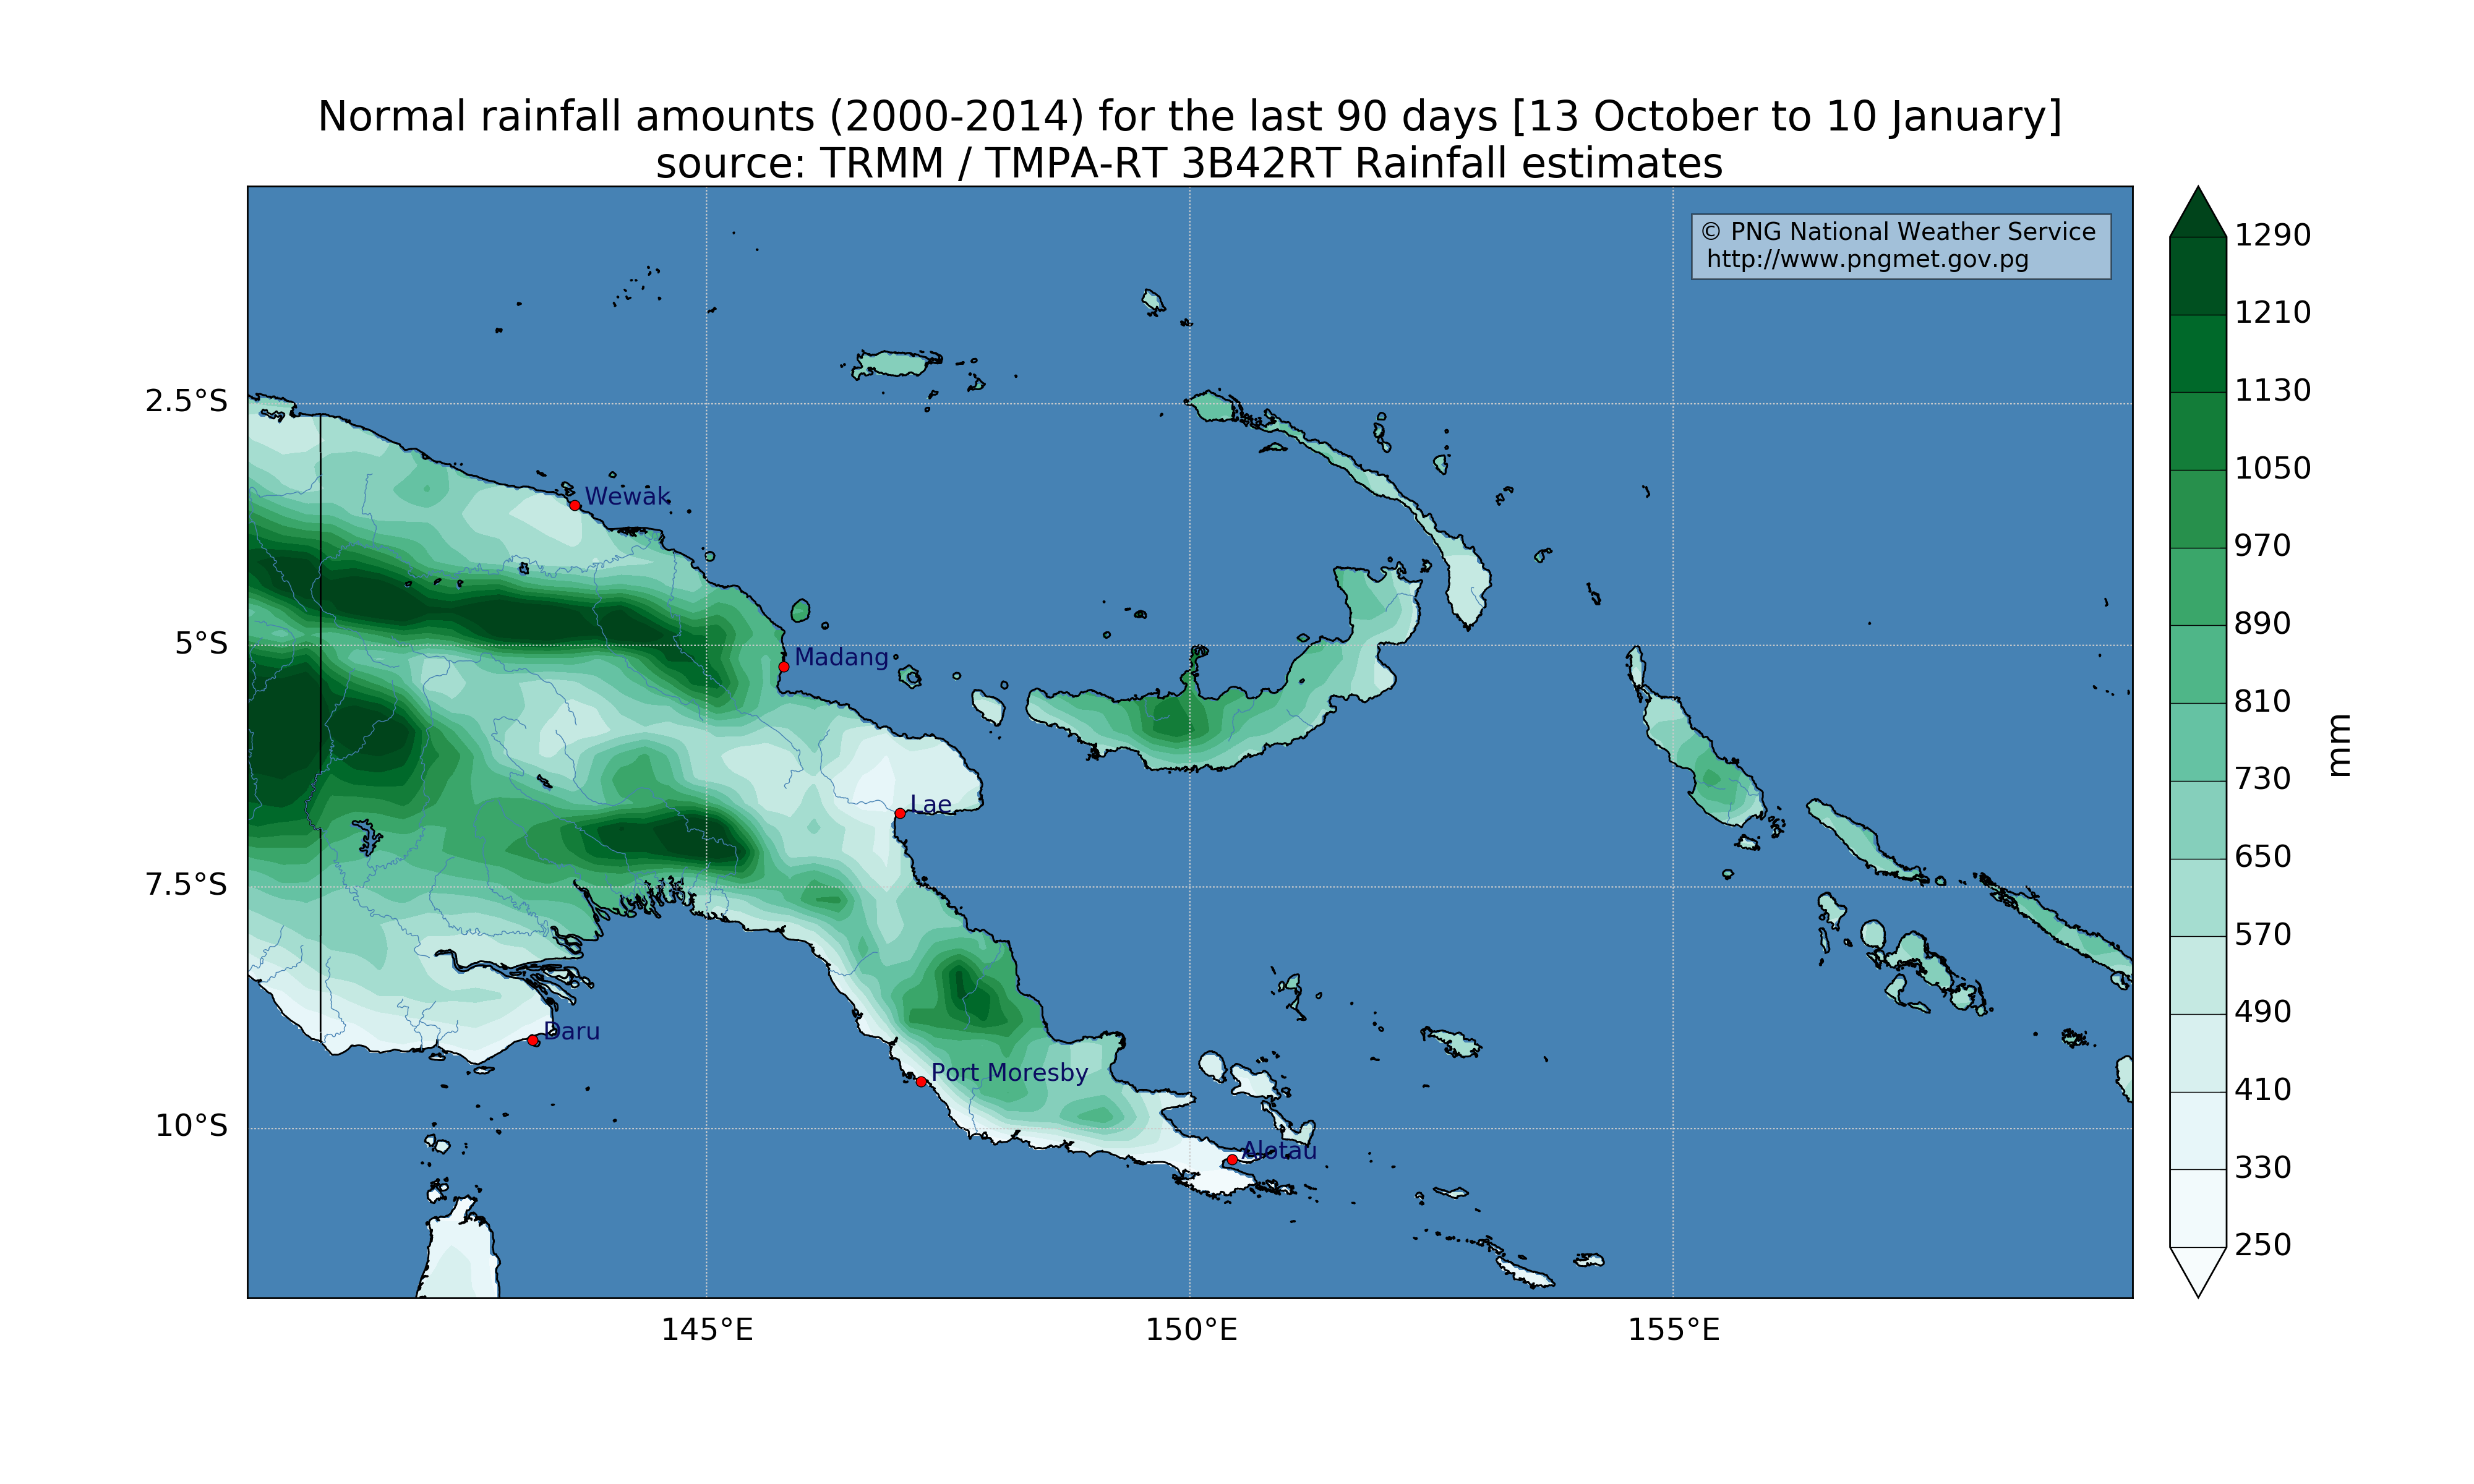 Normal rainfall amounts (2000-2014) for the last 90 days [13 October to 10 January]
source: TRMM / TMPA-RT 3B42RT Rainfall estimates
© PNG National Weather Service
http://www.pngmet.gov.pg
1290
1210
1130
1050
970
890
810
730
650
570
490
410
330
250
mm
2.5°S
5°S
7.5°S
10°S
Wewak
Madang
Lae
Daru
Port Moresby
Alotau
145°E
150°E
155°E